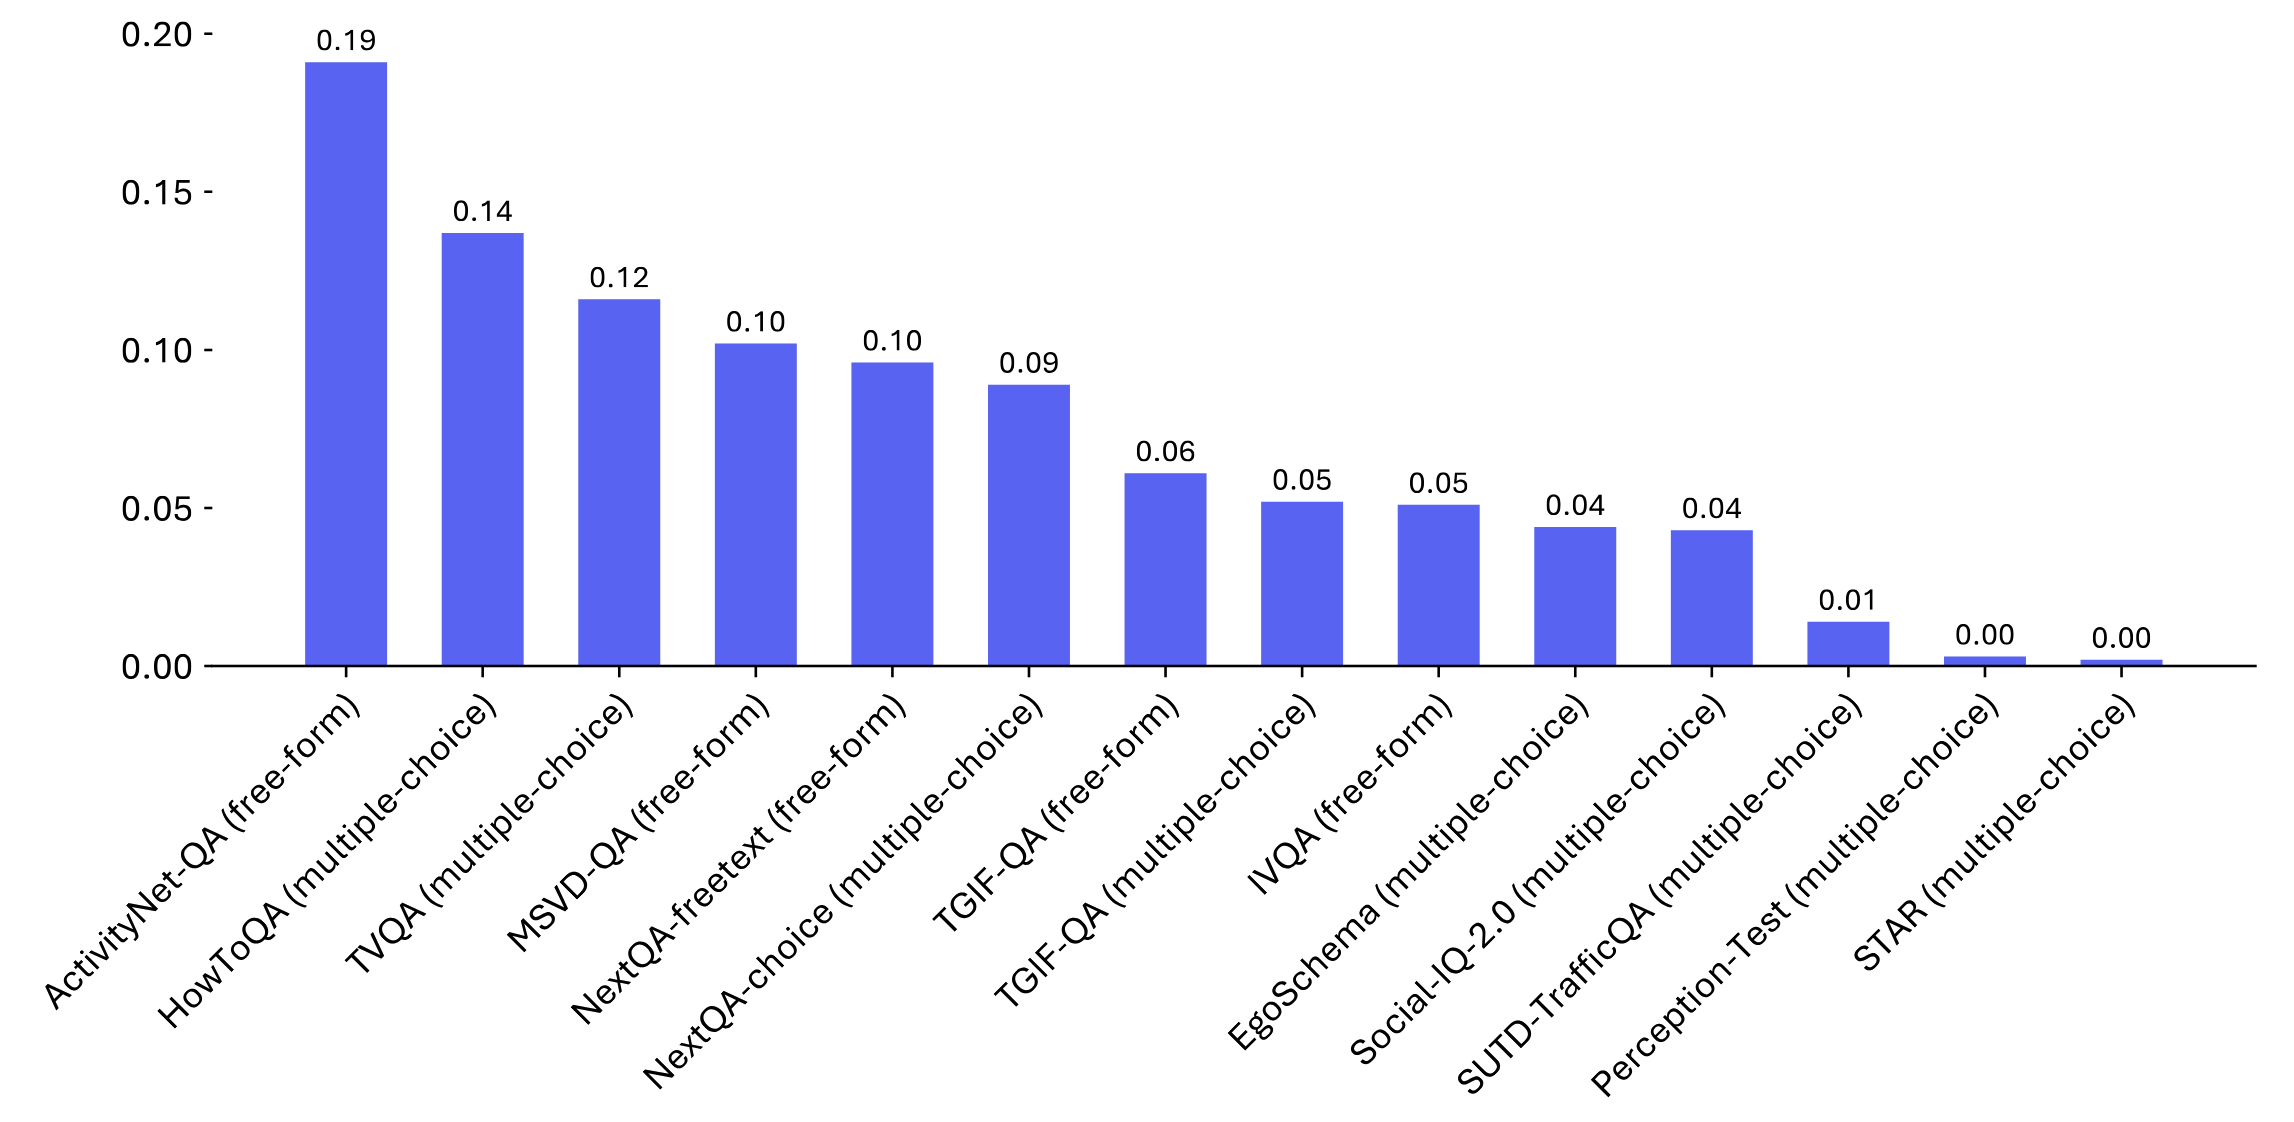 0.20
0.15
0.10
0.05
0.00
0.19
0.14
0.12
0.10
0.10
0.09
0.06
0.05
0.05
0.04
0.04
0.01
0.00
0.00
ActivityNet-QA (free-form)
HowToQA (multiple-choice)
TVQA (multiple-choice)
MSVD-QA (free-form)
NextQA-freetext (free-form)
NextQA-choice (multiple-choice)
TGIF-QA (free-form)
TGIF-QA (multiple-choice)
IVQA (free-form)
EgoSchema (multiple-choice)
Social-IQ-2.0 (multiple-choice)
SUTD-TrafficQA (multiple-choice)
Perception-Test (multiple-choice)
STAR (multiple-choice)